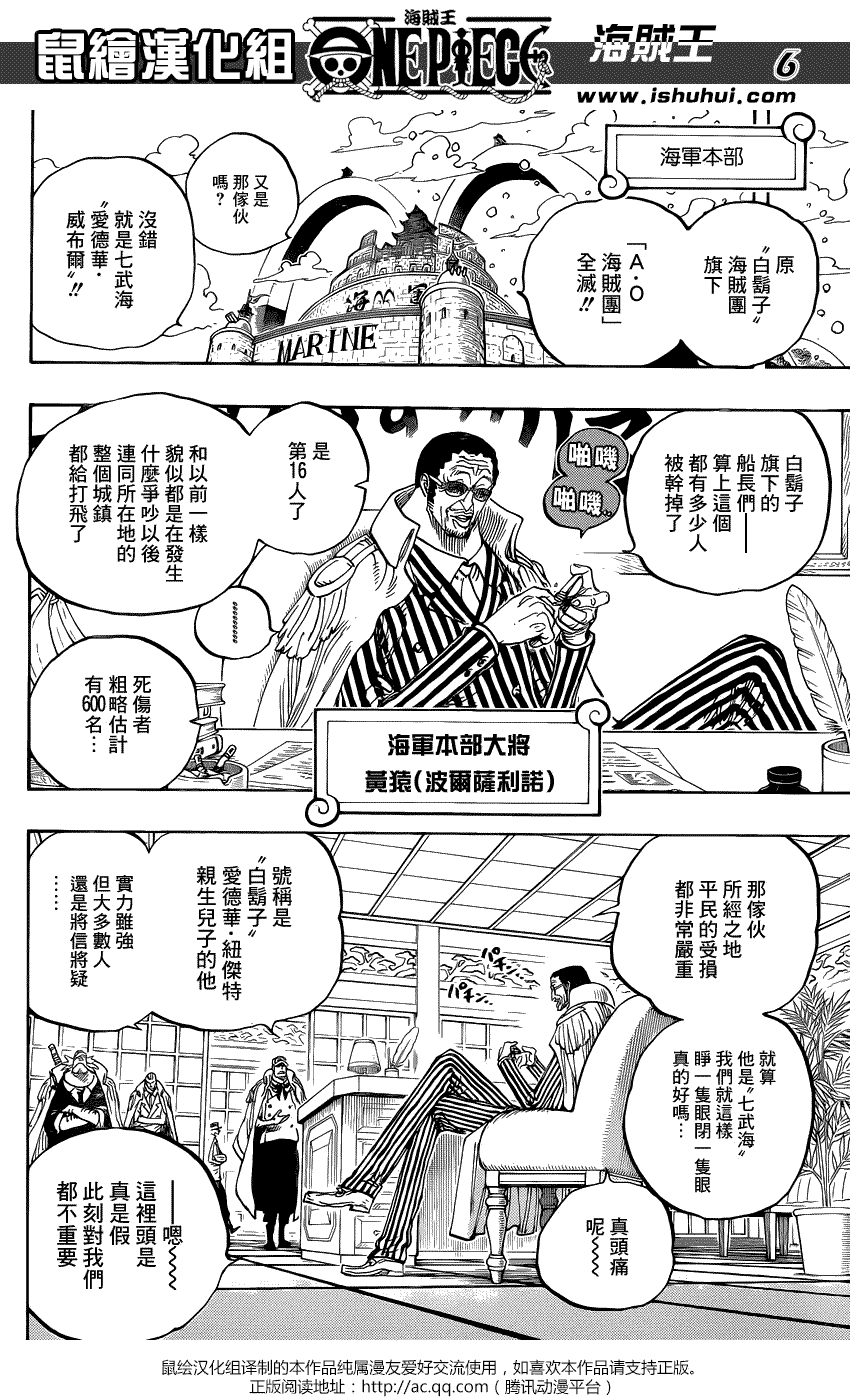 鼠繪漢化組
海賊王
ONE PIECE
海賊王
6
www.ishuhui.com
海軍本部
原
〝白鬍子〞
海賊團
旗下
「A·O
海賊團」
全滅!!
又是
那傢伙
嗎?
沒錯
就是七武海
〝愛德華·
威布爾〞!!
海軍
MARINE
白鬍子
旗下的
船長們——
算上這個
都有多少人
被幹掉了
啪嘰
啪嘰..
是
第16人了
和以前一樣
貌似都是在發生
什麼爭吵以後
連同所在地的
整個城鎮
都給打飛了
………
死傷者
粗略估計
有600名…
海軍本部大將
黃猿(波爾薩利諾)
那傢伙
所經之地
平民的受損
都非常嚴重
就算
他是〝七武海〞
我們就這樣
睜一隻眼閉一隻眼
真的好嗎…
號稱是
〝白鬍子〞
愛德華·紐傑特
親生兒子的他
實力雖強
但大多數人
還是將信將疑
……
パチン..
パチン..
真頭痛
呢~~~
——嗯~~~
這裡頭是
真是假
此刻對我們
都不重要
鼠绘汉化组译制的本作品纯属漫友爱好交流使用，如喜欢本作品请支持正版。
正版阅读地址：http://ac.qq.com（腾讯动漫平台）